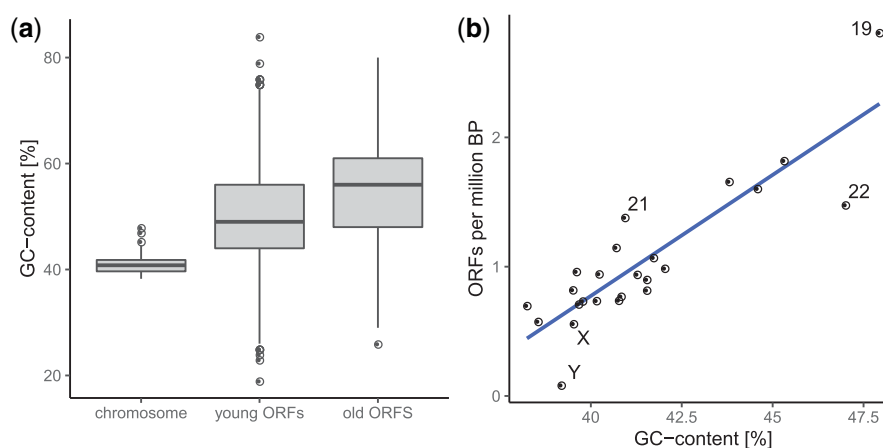 (a)
GC-content [%]
80
60
40
20
chromosome
young ORFs
old ORFS
(b)
ORFs per million BP
2
1
0
19
22
21
X
Y
40
42.5
45
47.5
GC-content [%]